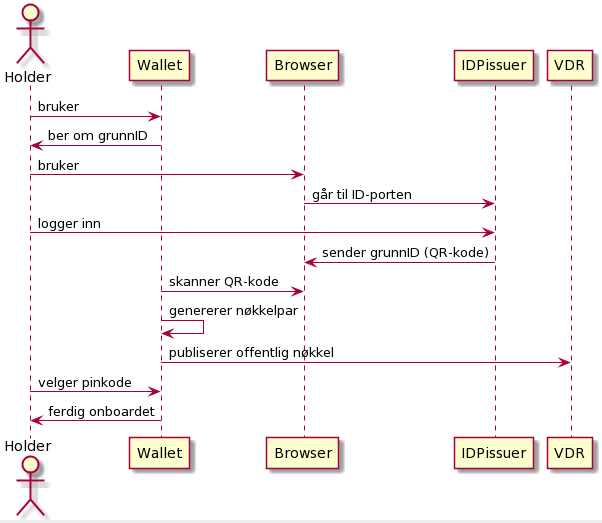 Holder
Wallet
Browser
IDPissuer
VDR
bruker
ber om grunnID
bruker
går til ID-porten
logger inn
sender grunnID (QR-kode)
skanner QR-kode
genererer nøkkelpar
publiserer offentlig nøkkel
velger pinkode
ferdig onboardet
Holder
Wallet
Browser
IDPissuer
VDR